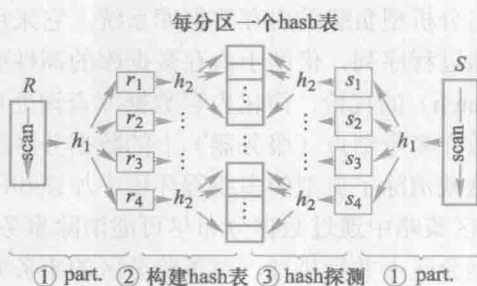 每分区一个hash表
R
S
scan
h₁
r₁
r₂
r₃
r₄
h₂
⋮
h₂
⋮
⋮
h₂
⋮
h₂
s₁
s₂
s₃
s₄
h₁
scan
① part. ② 构建hash表 ③ hash探测 ① part.